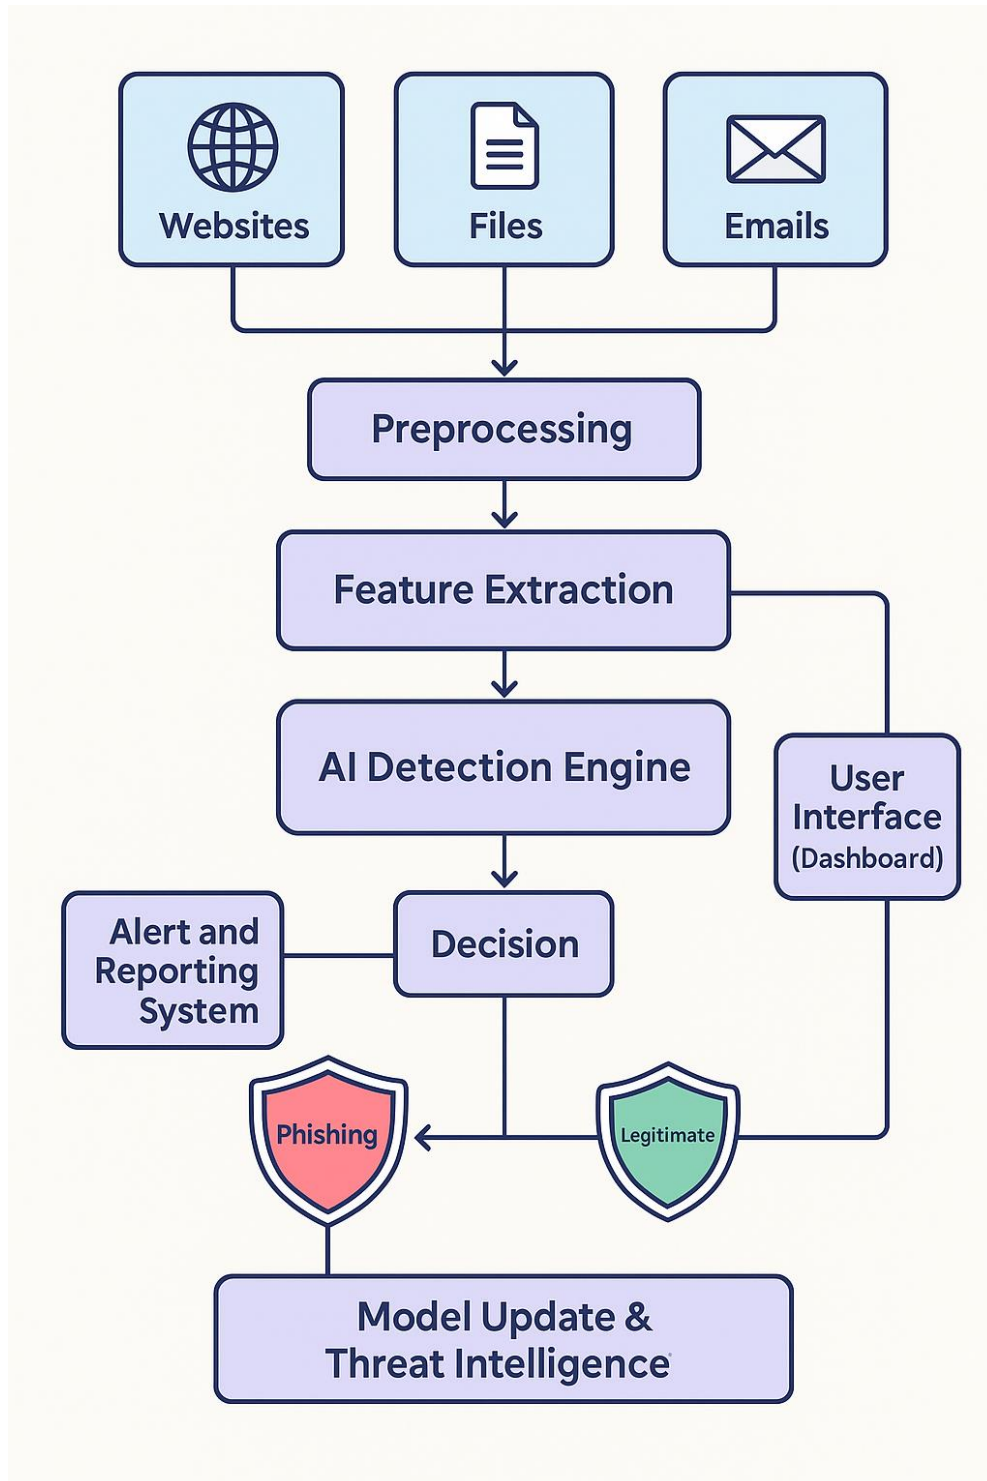 Websites
Files
Emails
Preprocessing
Feature Extraction
AI Detection Engine
User
Interface
(Dashboard)
Alert and
Reporting
System
Decision
Phishing
Legitimate
Model Update &
Threat Intelligence